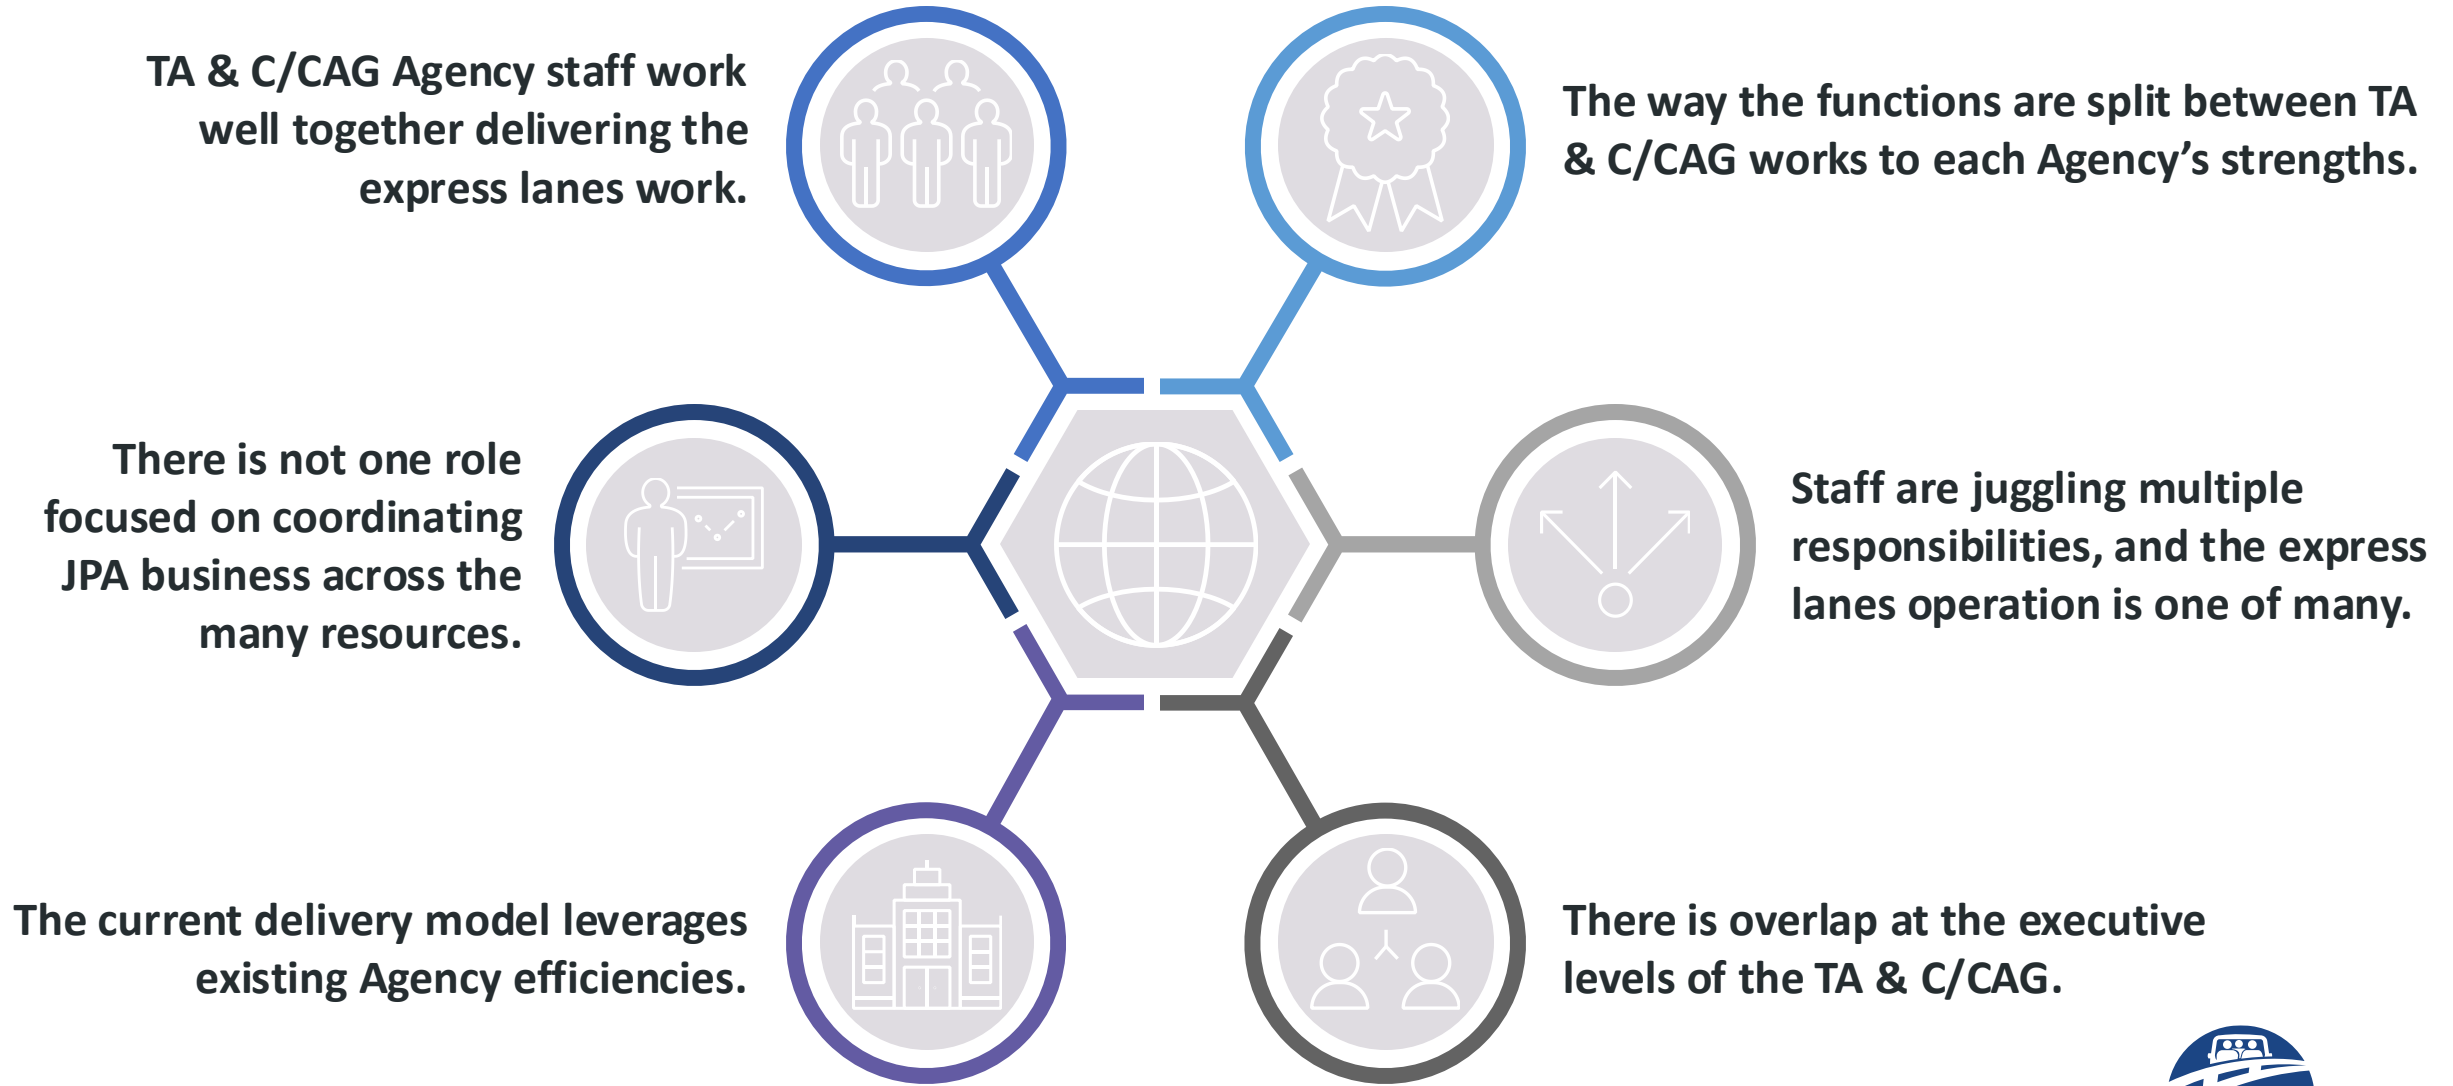 TA & C/CAG Agency staff work
well together delivering the
express lanes work.
The way the functions are split between TA
& C/CAG works to each Agency’s strengths.
There is not one role
focused on coordinating
JPA business across the
many resources.
Staff are juggling multiple
responsibilities, and the express
lanes operation is one of many.
The current delivery model leverages
existing Agency efficiencies.
There is overlap at the executive
levels of the TA & C/CAG.